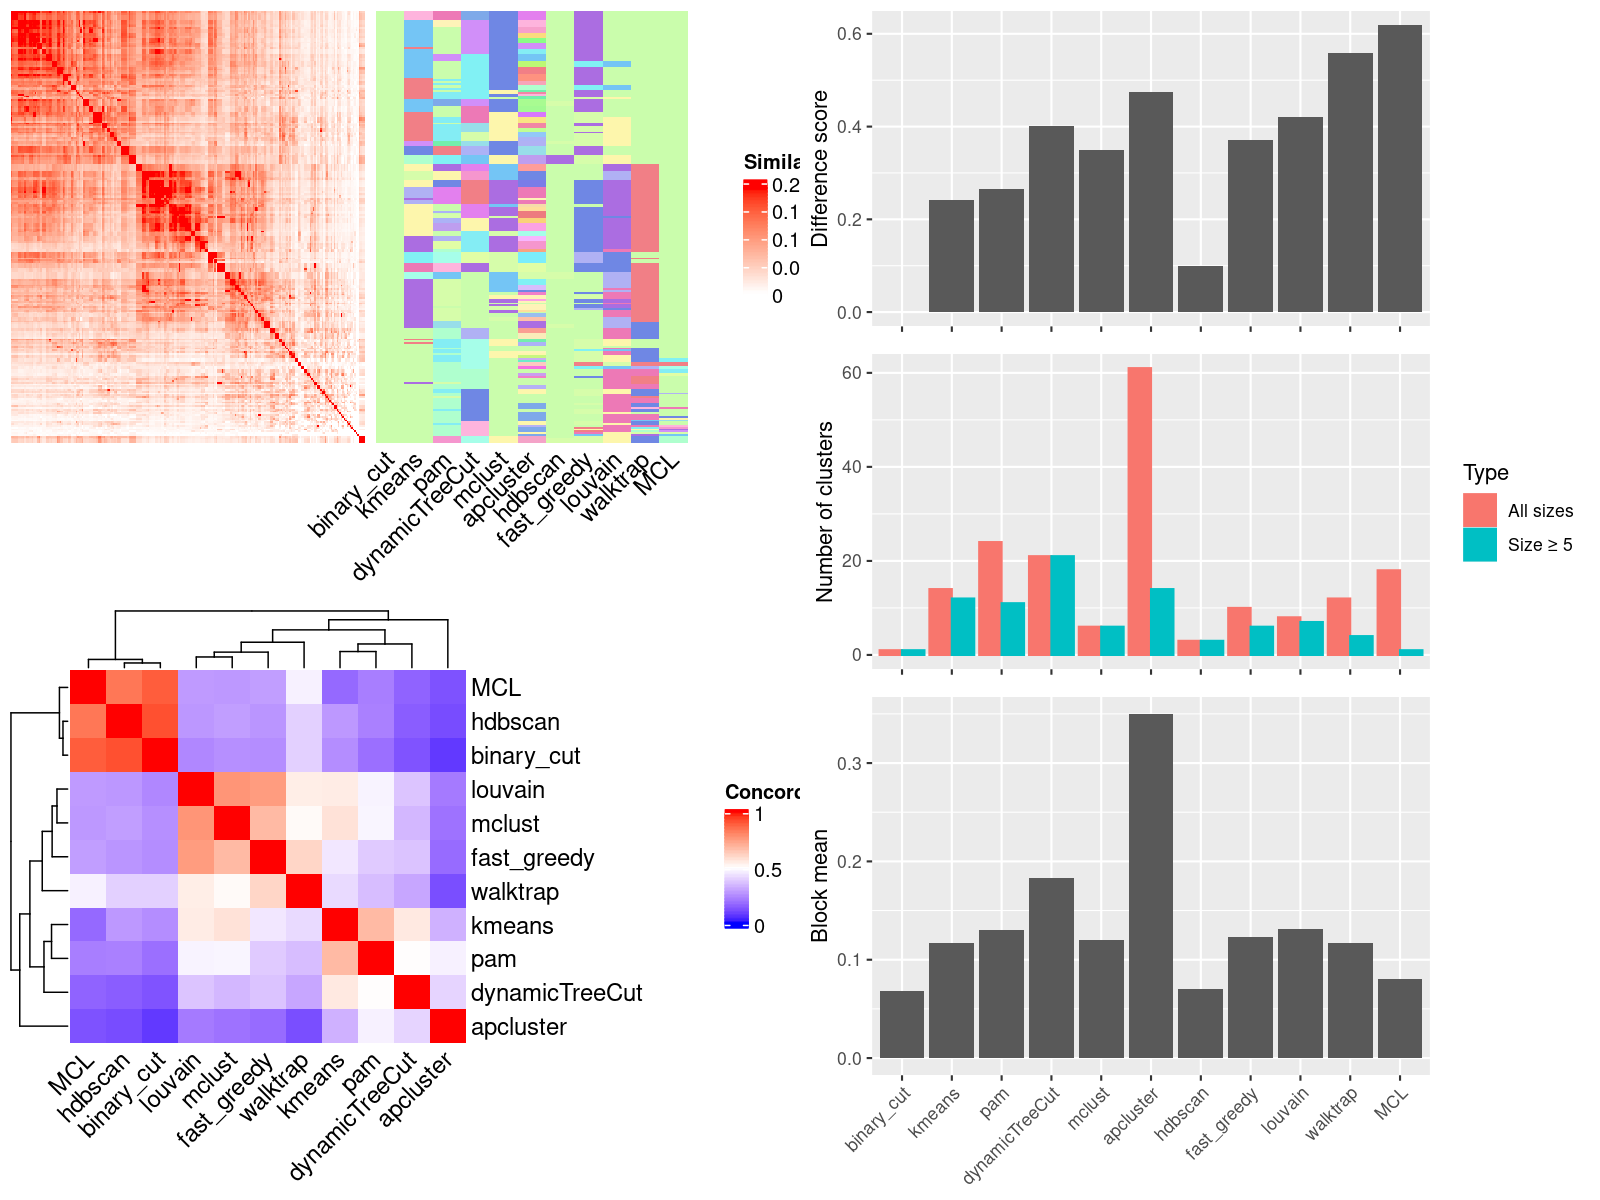 Simila
0.2
0.1
0.1
0.0
0
binary_cut
kmeans
pam
dynamicTreeCut
mclust
apcluster
hdbscan
fast_greedy
louvain
walktrap
MCL
MCL
hdbscan
binary_cut
louvain
mclust
fast_greedy
walktrap
kmeans
pam
dynamicTreeCut
apcluster
MCL
hdbscan
binary_cut
louvain
mclust
fast_greedy
walktrap
kmeans
pam
dynamicTreeCut
apcluster
Concord
1
0.5
0
Difference score
0.6
0.4
0.2
0.0
Number of clusters
60
40
20
0
Type
All sizes
Size ≥ 5
Block mean
0.3
0.2
0.1
0.0
binary_cut
kmeans
pam
dynamicTreeCut
mclust
apcluster
hdbscan
fast_greedy
louvain
walktrap
MCL